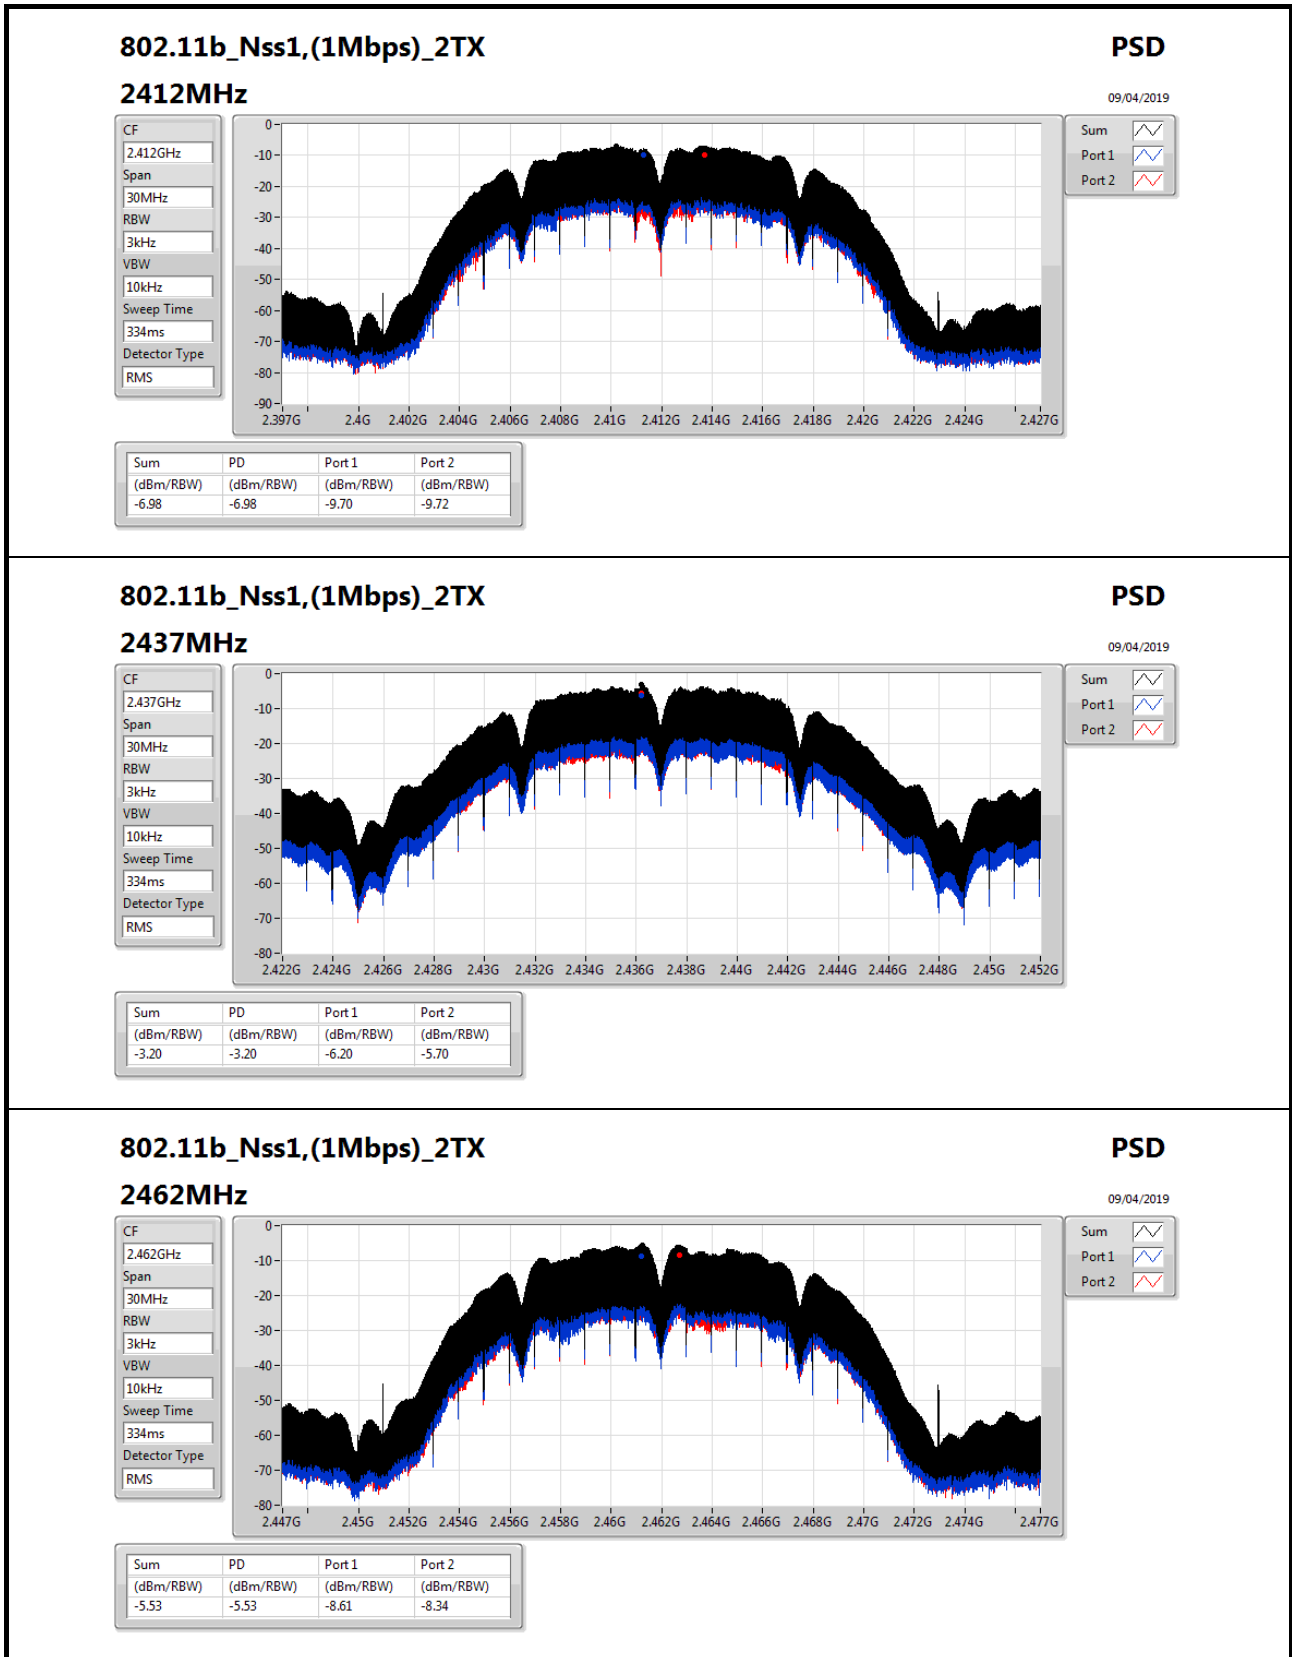 802.11b_Nss1,(1Mbps)_2TX PSD
2412MHz 09/04/2019
CF
2.412GHz
Span
30MHz
RBW
3kHz
VBW
10kHz
Sweep Time
334ms
Detector Type
RMS
0
-10
-20
-30
-40
-50
-60
-70
-80
-90
2.397G 2.4G 2.402G 2.404G 2.406G 2.408G 2.41G 2.412G 2.414G 2.416G 2.418G 2.42G 2.422G 2.424G 2.427G
Sum
Port 1
Port 2
Sum PD Port 1 Port 2
(dBm/RBW) (dBm/RBW) (dBm/RBW) (dBm/RBW)
-6.98 -6.98 -9.70 -9.72
802.11b_Nss1,(1Mbps)_2TX PSD
2437MHz 09/04/2019
CF
2.437GHz
Span
30MHz
RBW
3kHz
VBW
10kHz
Sweep Time
334ms
Detector Type
RMS
0
-10
-20
-30
-40
-50
-60
-70
-80
2.422G 2.424G 2.426G 2.428G 2.43G 2.432G 2.434G 2.436G 2.438G 2.44G 2.442G 2.444G 2.446G 2.448G 2.45G 2.452G
Sum
Port 1
Port 2
Sum PD Port 1 Port 2
(dBm/RBW) (dBm/RBW) (dBm/RBW) (dBm/RBW)
-3.20 -3.20 -6.20 -5.70
802.11b_Nss1,(1Mbps)_2TX PSD
2462MHz 09/04/2019
CF
2.462GHz
Span
30MHz
RBW
3kHz
VBW
10kHz
Sweep Time
334ms
Detector Type
RMS
0
-10
-20
-30
-40
-50
-60
-70
-80
2.447G 2.45G 2.452G 2.454G 2.456G 2.458G 2.46G 2.462G 2.464G 2.466G 2.468G 2.47G 2.472G 2.474G 2.477G
Sum
Port 1
Port 2
Sum PD Port 1 Port 2
(dBm/RBW) (dBm/RBW) (dBm/RBW) (dBm/RBW)
-5.53 -5.53 -8.61 -8.34